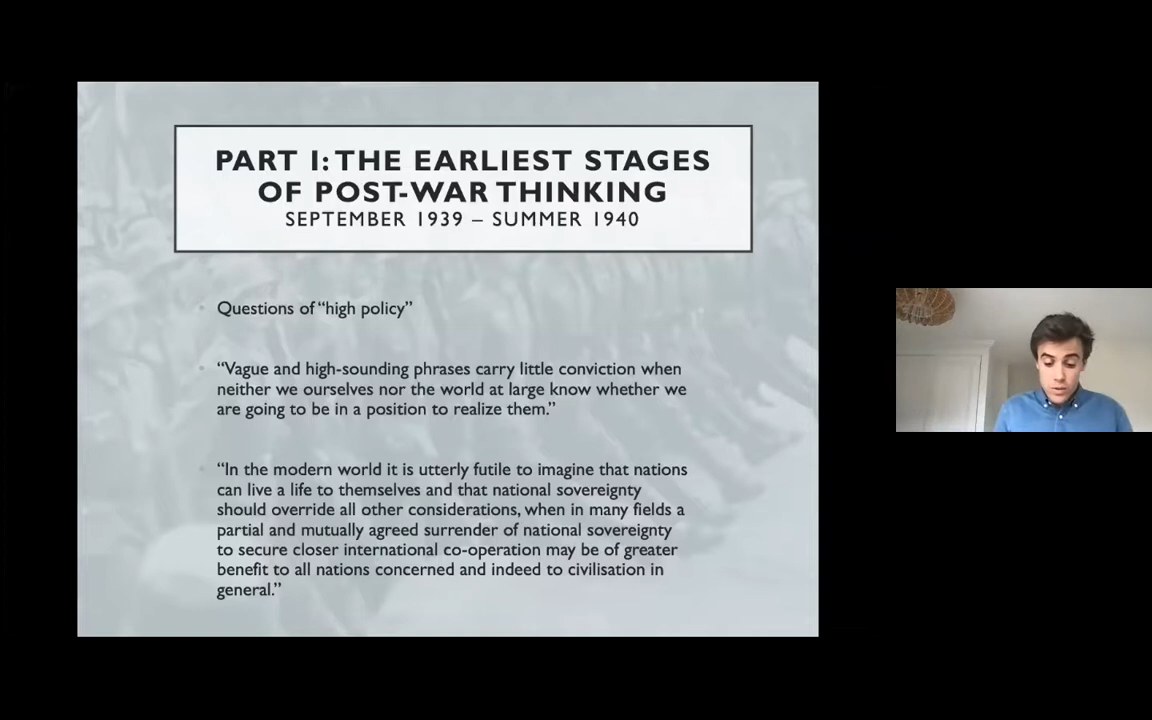 PART I: THE EARLIEST STAGES
OF POST-WAR THINKING
SEPTEMBER 1939 – SUMMER 1940
• Questions of “high policy”
• “Vague and high-sounding phrases carry little conviction when
neither we ourselves nor the world at large know whether we
are going to be in a position to realize them.”
• “In the modern world it is utterly futile to imagine that nations
can live a life to themselves and that national sovereignty
should override all other considerations, when in many fields a
partial and mutually agreed surrender of national sovereignty
to secure closer international co-operation may be of greater
benefit to all nations concerned and indeed to civilisation in
general.”